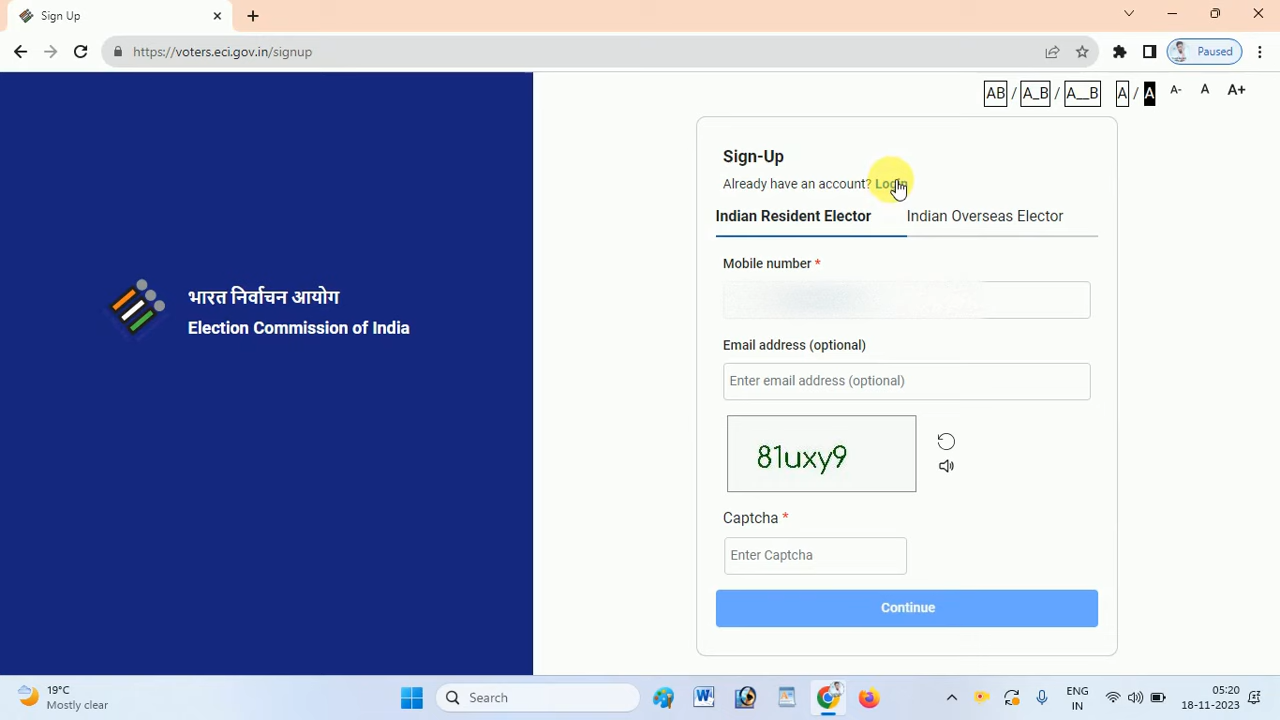 Sign Up
https://voters.eci.gov.in/signup
Paused
AB / A_B / A__B A / A A- A A+
Sign-Up
Already have an account? Login
Indian Resident Elector Indian Overseas Elector
Mobile number *
भारत निर्वाचन आयोग
Election Commission of India
Email address (optional)
Enter email address (optional)
81uxy9
Captcha *
Enter Captcha
Continue
19°C
Mostly clear
Search
ENG
IN
05:20
18-11-2023